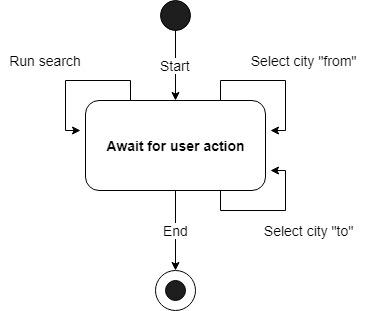 Run search
Start
Select city "from"
Await for user action
End
Select city "to"